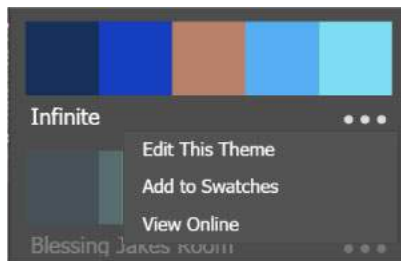 Infinite
Edit This Theme
Add to Swatches
View Online
Blessing Jakes Room